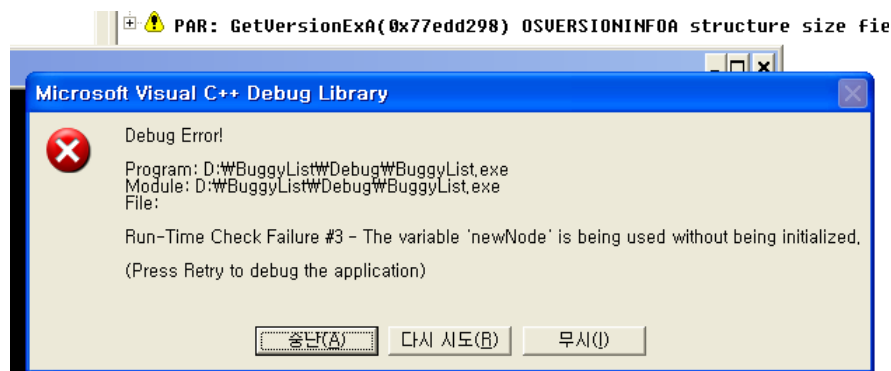 PAR: GetVersionExA(0x77edd298) OSVERSIONINFOA structure size fie
Microsoft Visual C++ Debug Library
Debug Error!
Program: D:₩BuggyList₩Debug₩BuggyList.exe
Module: D:₩BuggyList₩Debug₩BuggyList.exe
File:
Run-Time Check Failure #3 - The variable 'newNode' is being used without being initialized.
(Press Retry to debug the application)
중단(A) 다시 시도(R) 무시(I)